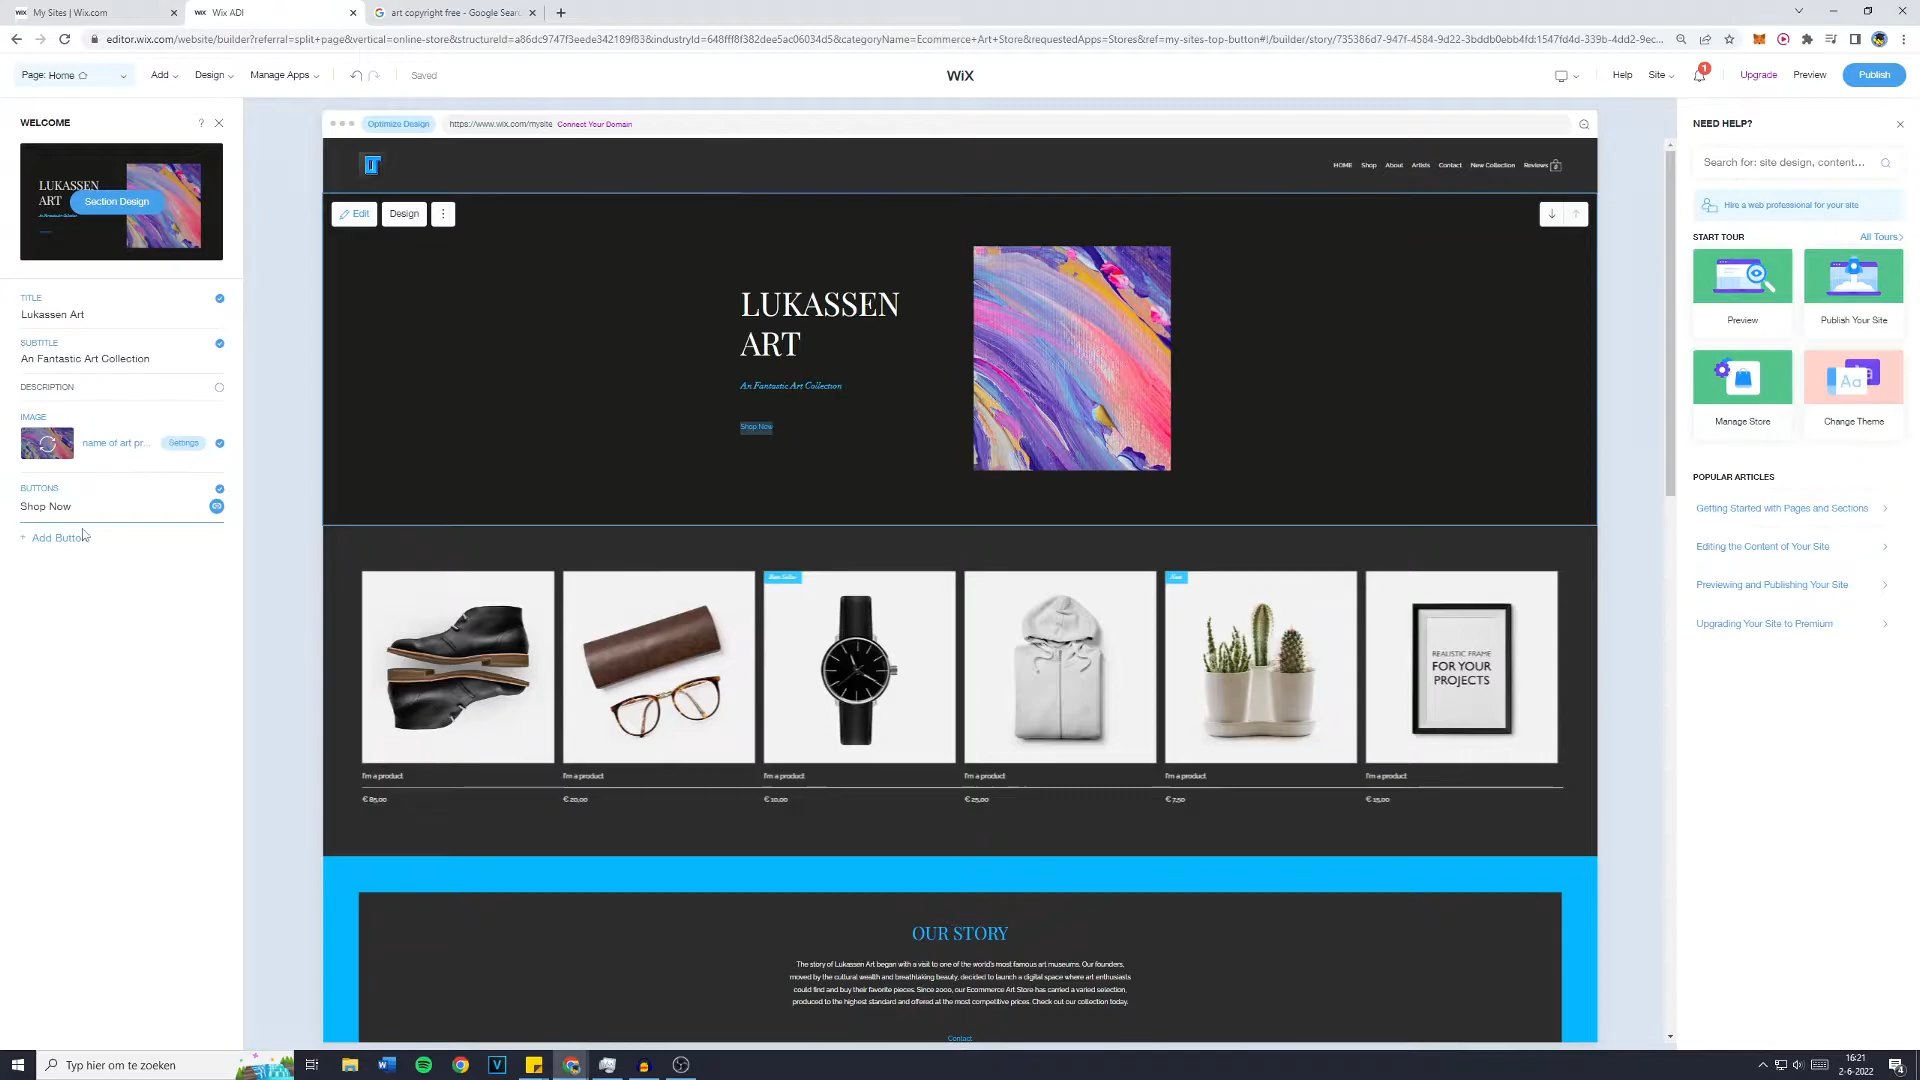 WiX My Sites | Wix.com
WiX Wix ADI
art copyright free - Google Searc
editor.wix.com/website/builder?referral=split+page&vertical=online-store&structureId=a86dc9747f3eede342189f83&industryId=648fff8f382dee5ac06034d5&categoryName=Ecommerce+Art+Store&requestedApps=Stores&ref=my-sites-top-button#!/builder/story/735386d7-947f-4584-9d22-3bddb0ebb4fd:1547fd4d-339b-4dd2-9ec...
Page: Home
Add
Design
Manage Apps
Saved
WiX
Help
Site
1
Upgrade
Preview
Publish
WELCOME
?
LUKASSEN
ART
Section Design
TITLE
Lukassen Art
SUBTITLE
An Fantastic Art Collection
DESCRIPTION
IMAGE
name of art pr...
Settings
BUTTONS
Shop Now
+ Add Button
Optimize Design
https://www.wix.com/mysite
Connect Your Domain
HOME Shop About Artists Contact New Collection Reviews
0
Edit
Design
LUKASSEN
ART
An Fantastic Art Collection
Shop Now
Best Seller
New
REALISTIC FRAME
FOR YOUR
PROJECTS
I'm a product
€ 85,00
I'm a product
€ 20,00
I'm a product
€ 10,00
I'm a product
€ 25,00
I'm a product
€ 7,50
I'm a product
€ 15,00
OUR STORY
The story of Lukassen Art began with a visit to one of the world's most famous art museums. Our founders,
moved by the cultural wealth and breathtaking beauty, decided to launch a digital space where art enthusiasts
could find and buy their favorite pieces. Since 2000, our Ecommerce Art Store has carried a varied selection,
produced to the highest standard and offered at the most competitive prices. Check out our collection today.
Contact
NEED HELP?
Search for: site design, content...
Hire a web professional for your site
START TOUR
All Tours
Preview
Publish Your Site
Aa
Manage Store
Change Theme
POPULAR ARTICLES
Getting Started with Pages and Sections
Editing the Content of Your Site
Previewing and Publishing Your Site
Upgrading Your Site to Premium
Typ hier om te zoeken
16:21
2-6-2022
4